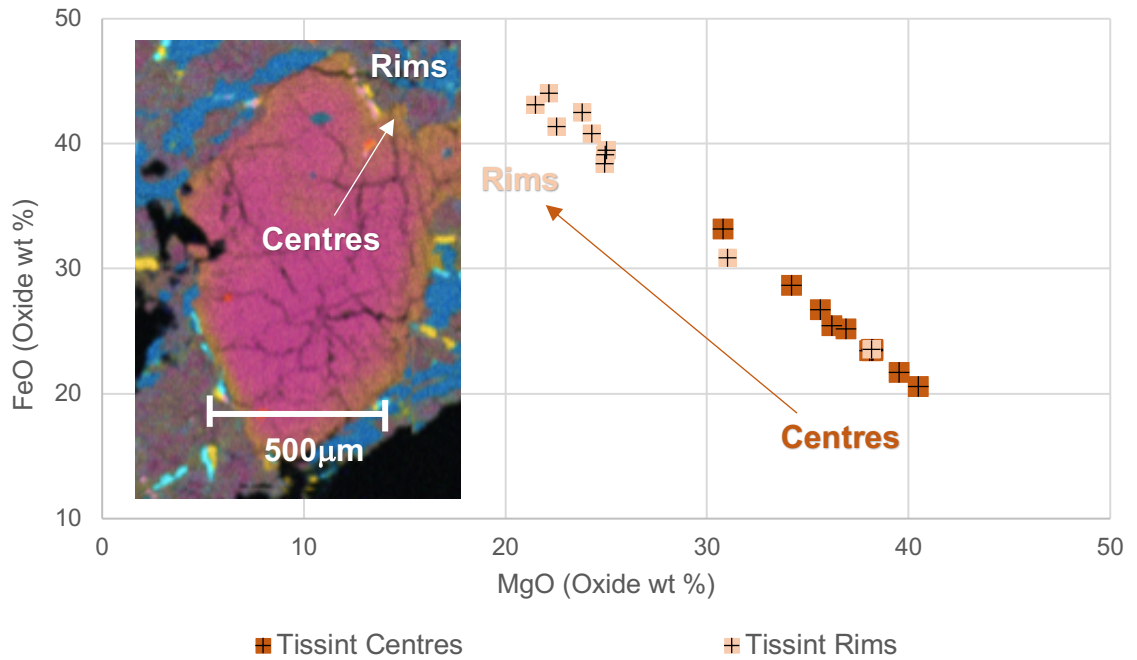 50
40
30
20
10
FeO (Oxide wt %)
Rims
Centres
500μm
Rims
Centres
0
10
20
30
40
50
MgO (Oxide wt %)
Tissint Centres
Tissint Rims